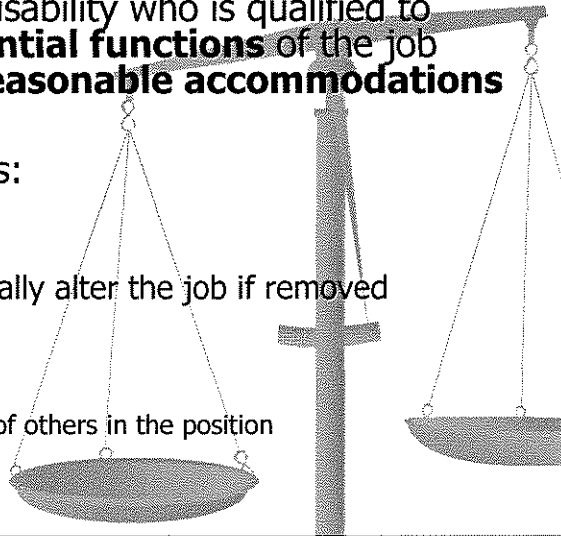 isability who is qualified to
ntial functions of the job
easonable accommodations
s:
ally alter the job if removed
of others in the position